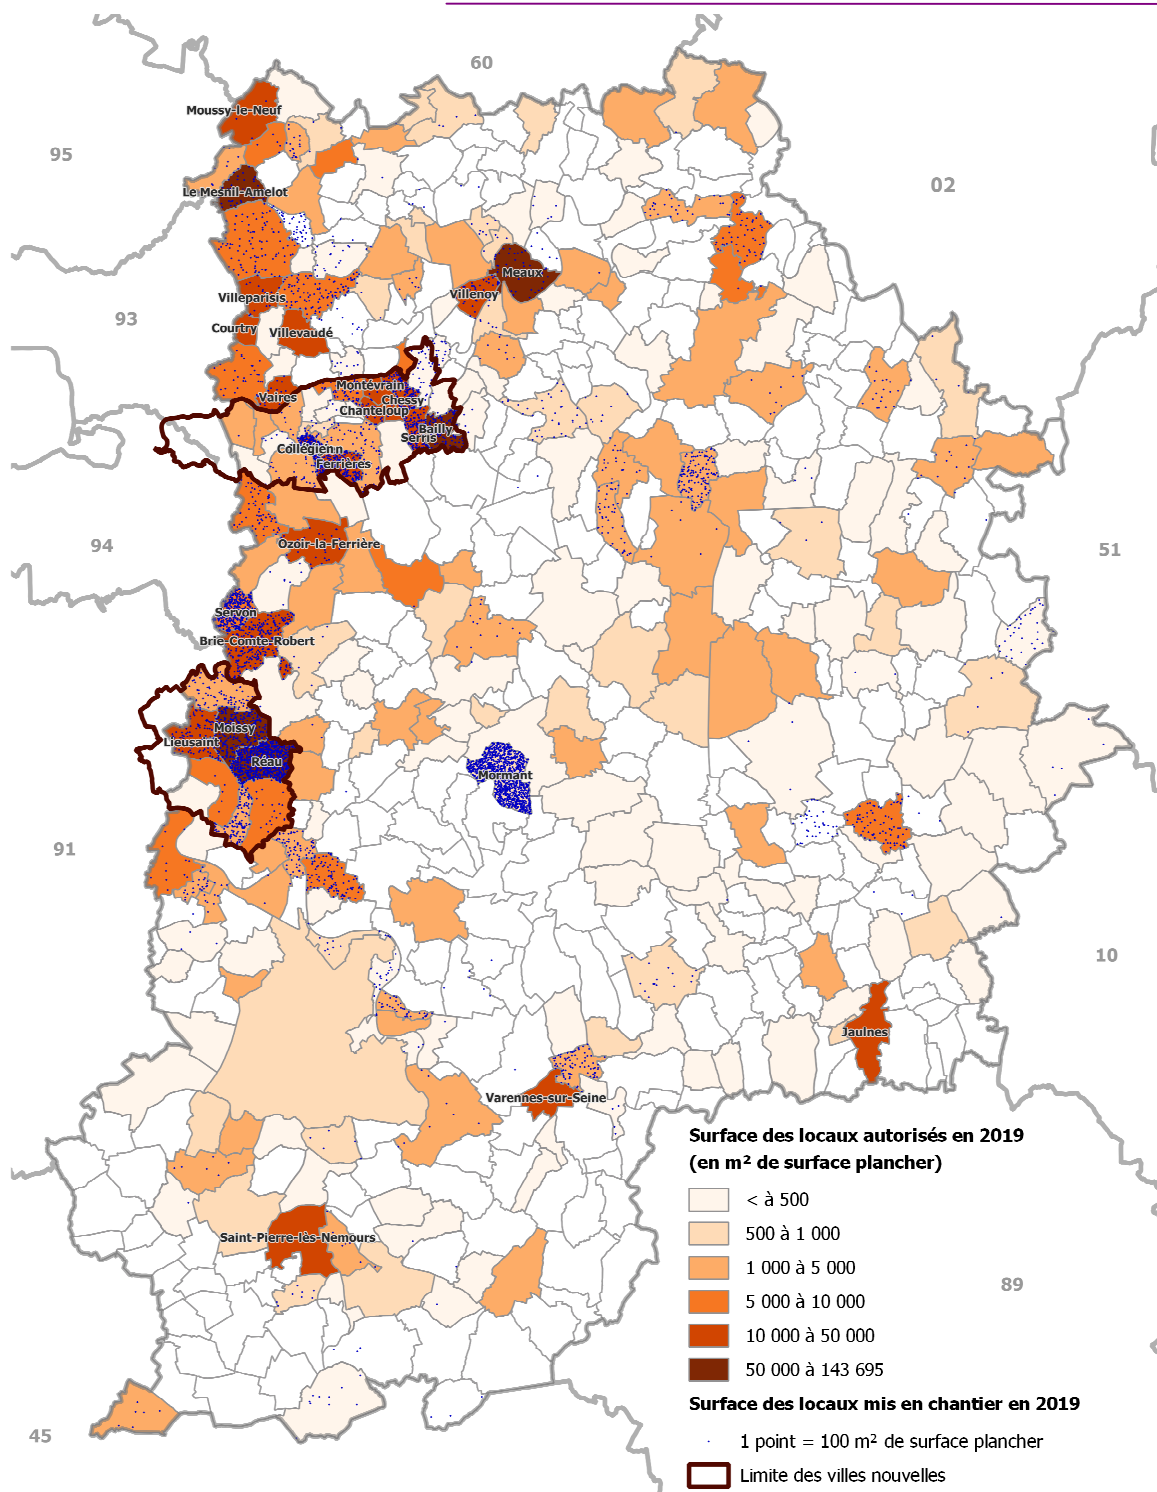 60
95
02
93
94
51
91
10
89
45
Moussy-le-Neuf
Le Mesnil-Amelot
Meaux
Villenoy
Villeparisis
Courtry
Villevaudé
Montévrain
Vaires
Chessy
Chanteloup
Bailly
Serris
Collégien
Ferrières
Ozoir-la-Ferrière
Servon
Brie-Comte-Robert
Moissy
Lieusaint
Réau
Mormant
Jaulnes
Varennes-sur-Seine
Saint-Pierre-lès-Nemours
Surface des locaux autorisés en 2019
(en m² de surface plancher)
< à 500
500 à 1 000
1 000 à 5 000
5 000 à 10 000
10 000 à 50 000
50 000 à 143 695
Surface des locaux mis en chantier en 2019
1 point = 100 m² de surface plancher
Limite des villes nouvelles